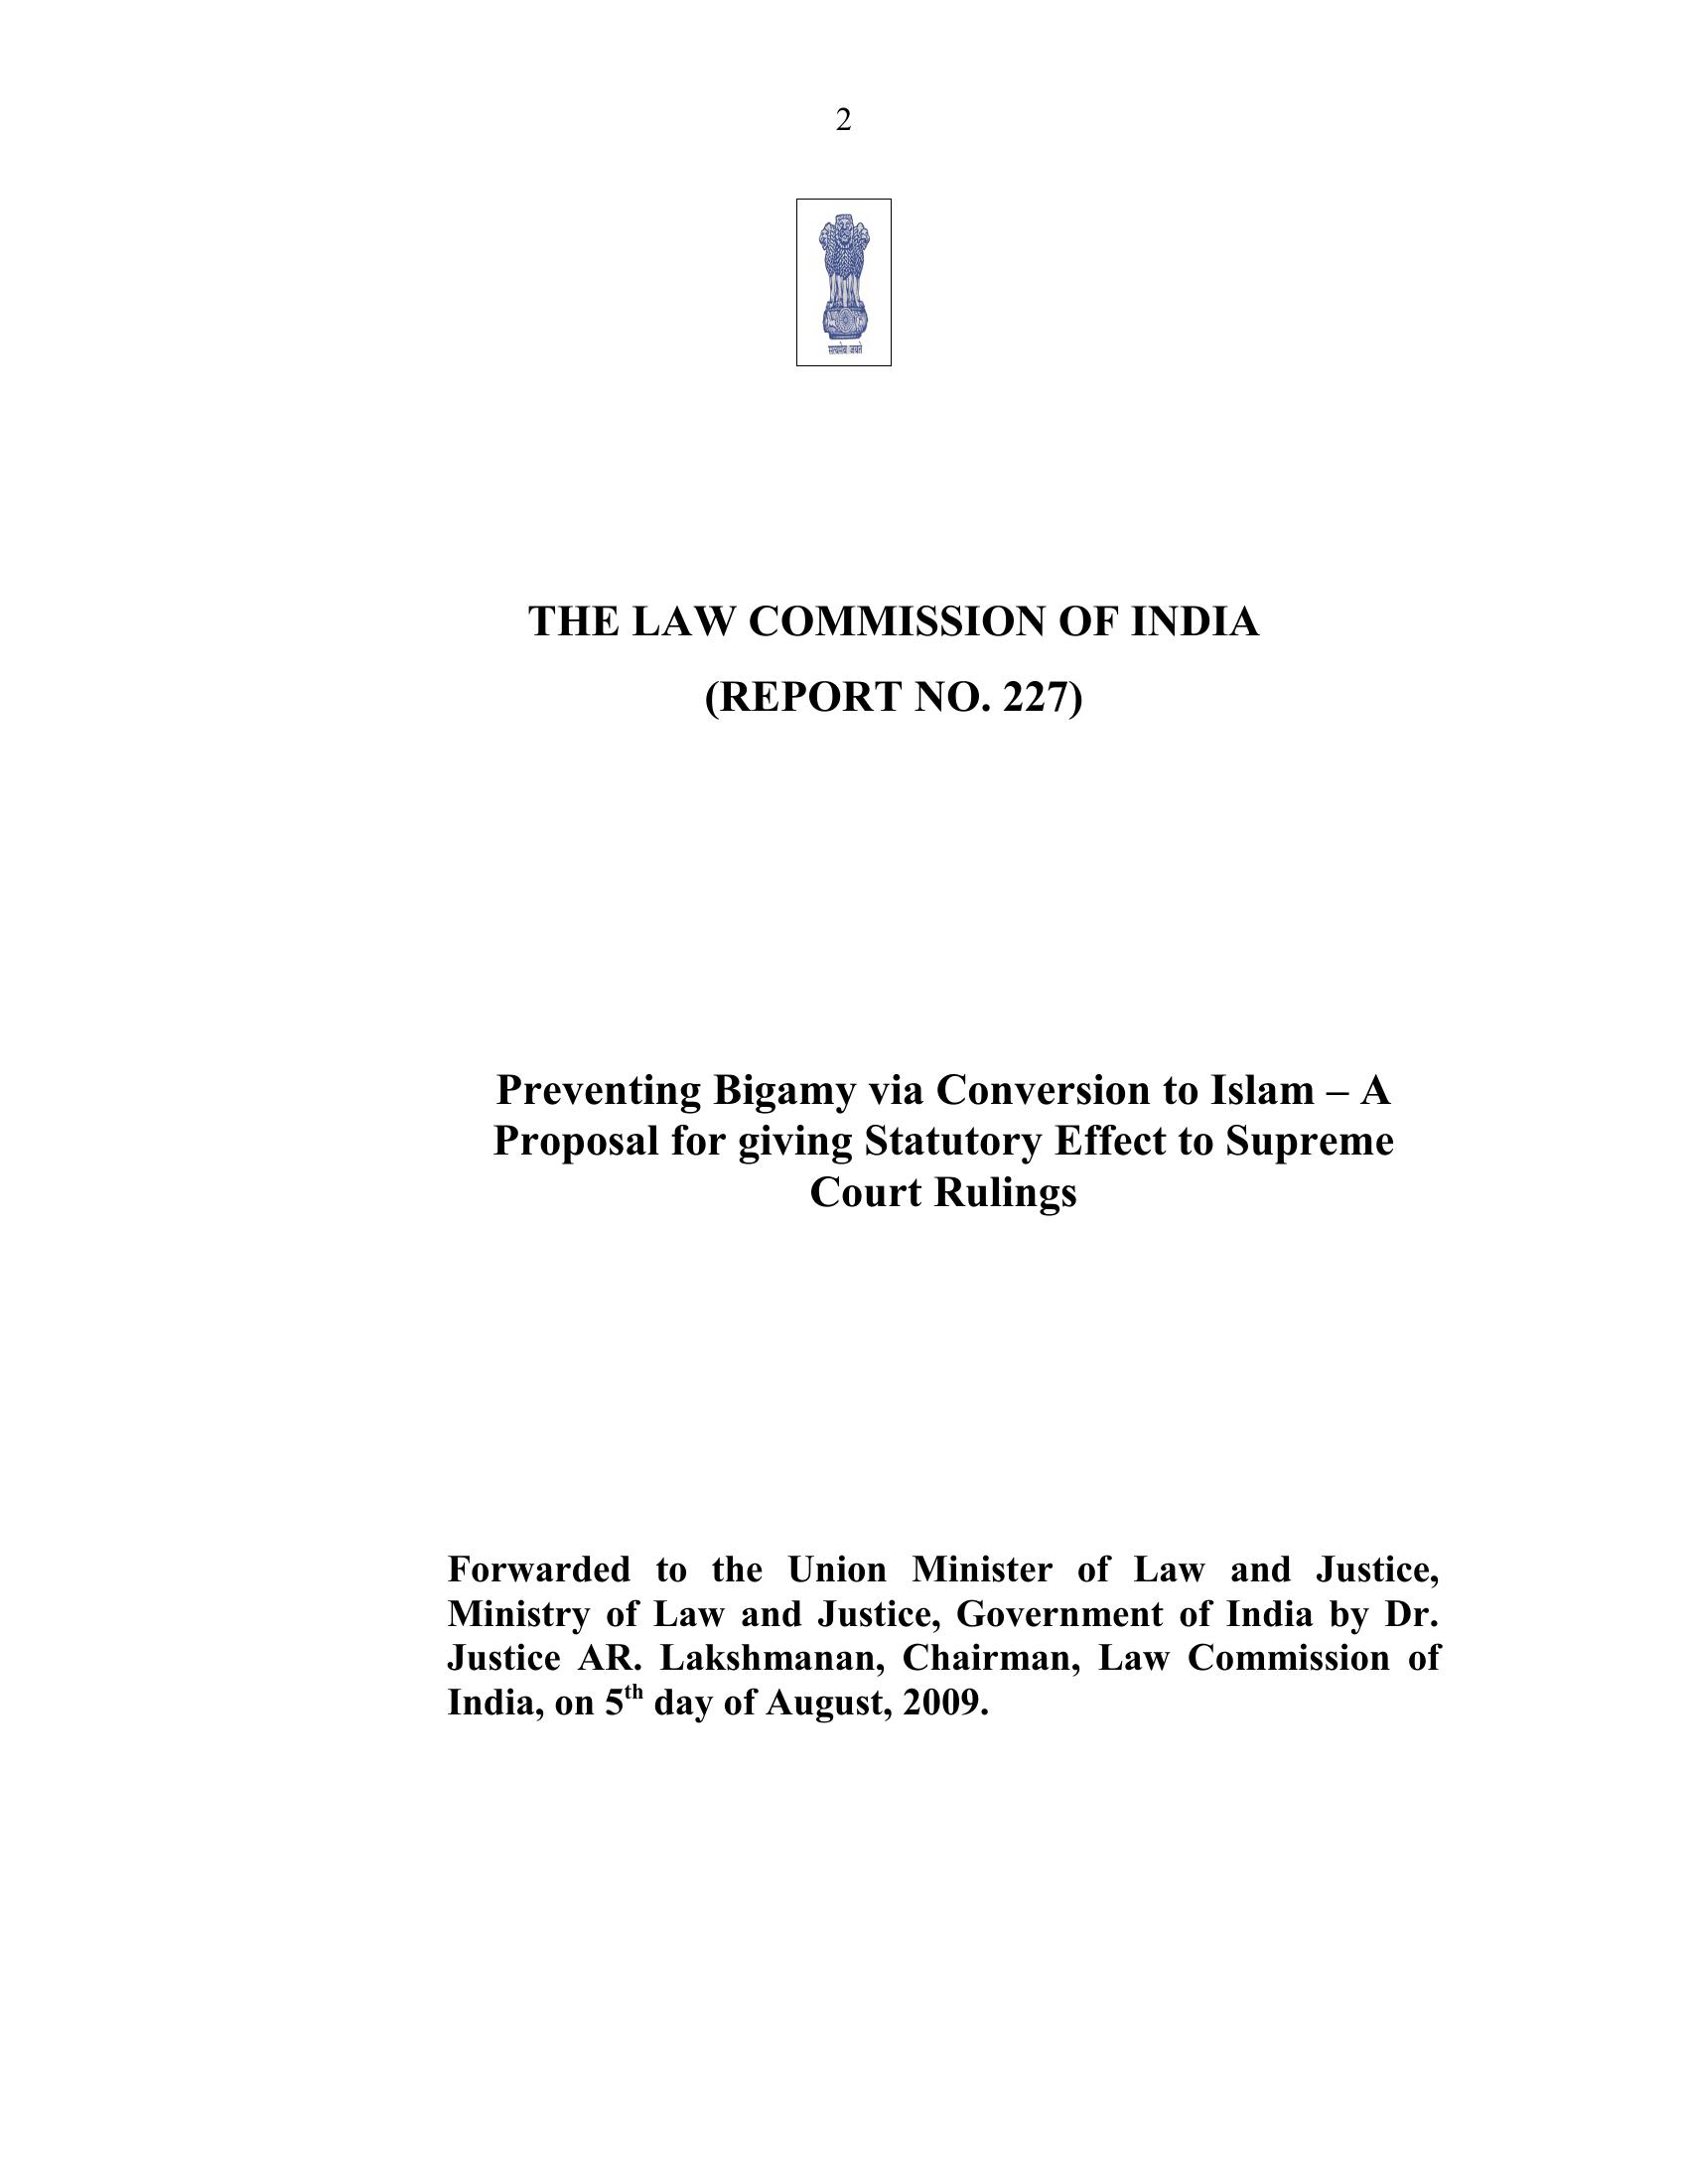 2
सत्यमेव जयते
THE LAW COMMISSION OF INDIA
(REPORT NO. 227)
Preventing Bigamy via Conversion to Islam – A
Proposal for giving Statutory Effect to Supreme
Court Rulings
Forwarded to the Union Minister of Law and Justice,
Ministry of Law and Justice, Government of India by Dr.
Justice AR. Lakshmanan, Chairman, Law Commission of
India, on 5th day of August, 2009.